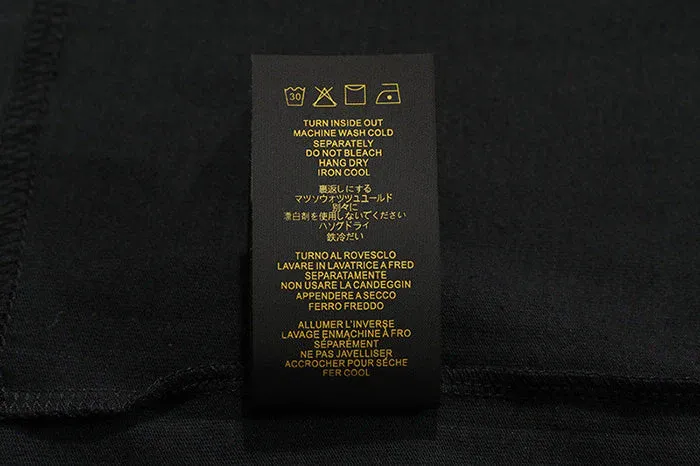 30
TURN INSIDE OUT
MACHINE WASH COLD
SEPARATELY
DO NOT BLEACH
HANG DRY
IRON COOL
裏返しにする
マツソウォツツュユールド
別々に
漂白剤を使用しないでください
ハソグドライ
鉄冷だい
TURNO AL ROVESCLO
LAVARE IN LAVATRICE A FRED
SEPARATAMENTE
NON USARE LA CANDEGGIN
APPENDERE A SECCO
FERRO FREDDO
ALLUMER L'INVERSE
LAVAGE ENMACHINE À FRO
SÉPARÉMENT
NE PAS JAVELLISER
ACCROCHER POUR SÉCHE
FER COOL